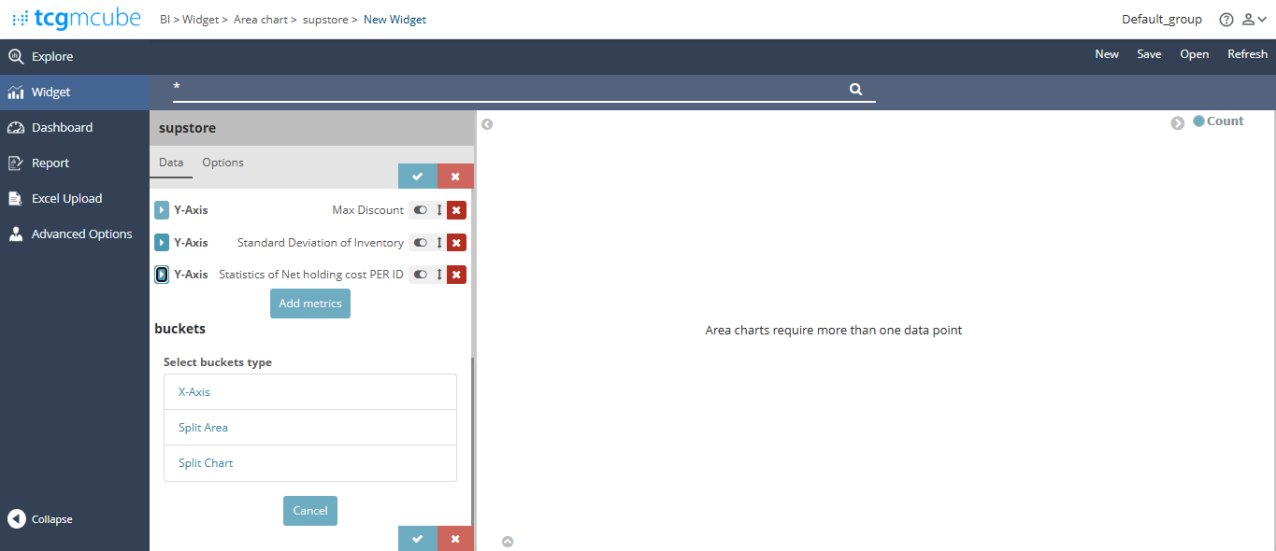 tcgmcube
BI > Widget > Area chart > supstore > New Widget
Default_group
Explore
New Save Open Refresh
Widget
*
Dashboard
supstore
Count
Report
Data Options
Excel Upload
Y-Axis Max Discount
Advanced Options
Y-Axis Standard Deviation of Inventory
Y-Axis Statistics of Net holding cost PER ID
Add metrics
buckets
Area charts require more than one data point
Select buckets type
X-Axis
Split Area
Split Chart
Cancel
Collapse